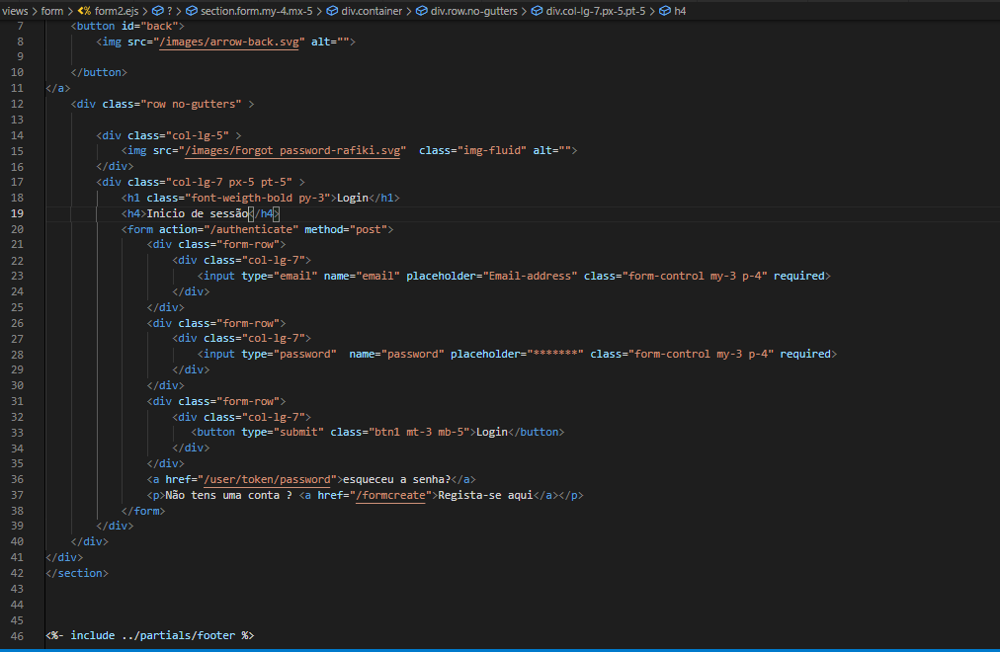 views > form > <% form2.ejs > ? > section.form.my-4.mx-5 > div.container > div.row.no-gutters > div.col-lg-7.px-5.pt-5 > h4
7 <button id="back">
8 <img src="/images/arrow-back.svg" alt="">
9
10 </button>
11 </a>
12 <div class="row no-gutters" >
13
14 <div class="col-lg-5" >
15 <img src="/images/Forgot password-rafiki.svg"  class="img-fluid" alt="">
16 </div>
17 <div class="col-lg-7 px-5 pt-5" >
18 <h1 class="font-weigth-bold py-3">Login</h1>
19 <h4>Inicio de sessão</h4>
20 <form action="/authenticate" method="post">
21 <div class="form-row">
22 <div class="col-lg-7">
23 <input type="email" name="email" placeholder="Email-address" class="form-control my-3 p-4" required>
24 </div>
25 </div>
26 <div class="form-row">
27 <div class="col-lg-7">
28 <input type="password"  name="password" placeholder="*******" class="form-control my-3 p-4" required>
29 </div>
30 </div>
31 <div class="form-row">
32 <div class="col-lg-7">
33 <button type="submit" class="btn1 mt-3 mb-5">Login</button>
34 </div>
35 </div>
36 <a href="/user/token/password">esqueceu a senha?</a>
37 <p>Não tens uma conta ? <a href="/formcreate">Regista-se aqui</a></p>
38 </form>
39 </div>
40 </div>
41 </div>
42 </section>
43
44
45
46 <%- include ../partials/footer %>